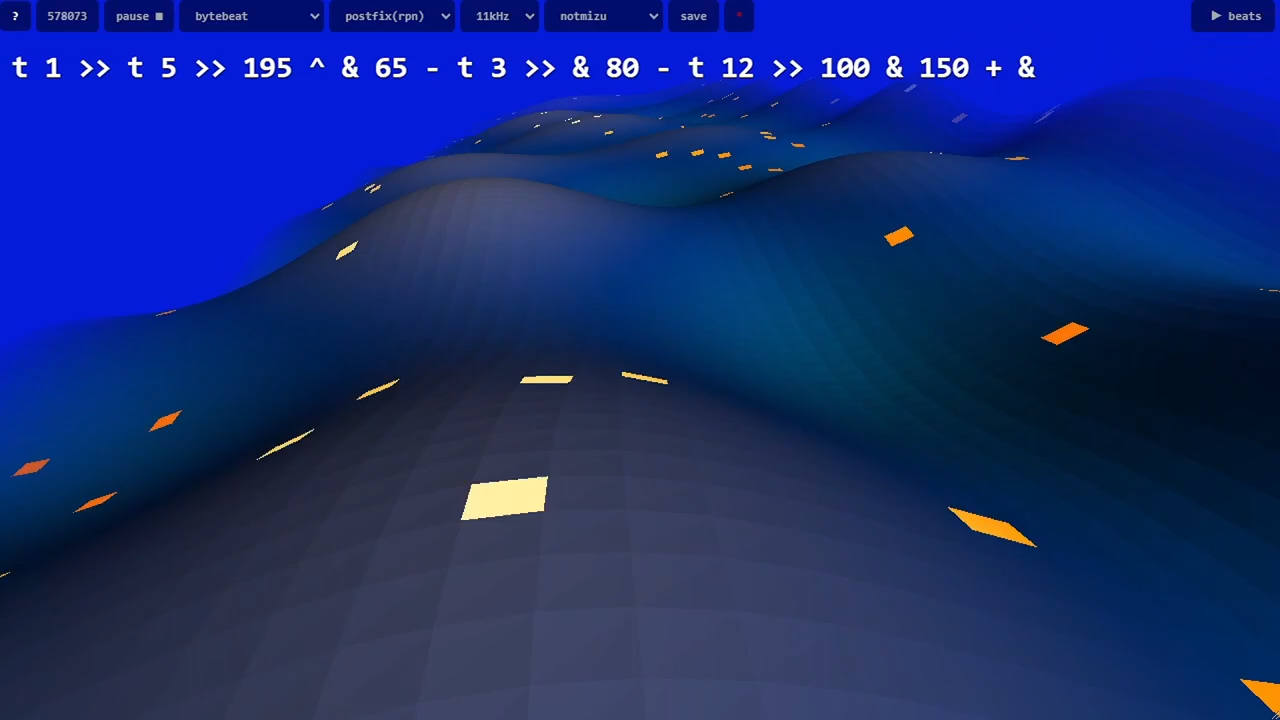 ? 578073 pause ■ bytebeat postfix(rpn) 11kHz notmizu save * ▶ beats
t 1 >> t 5 >> 195 ^ & 65 - t 3 >> & 80 - t 12 >> 100 & 150 + &